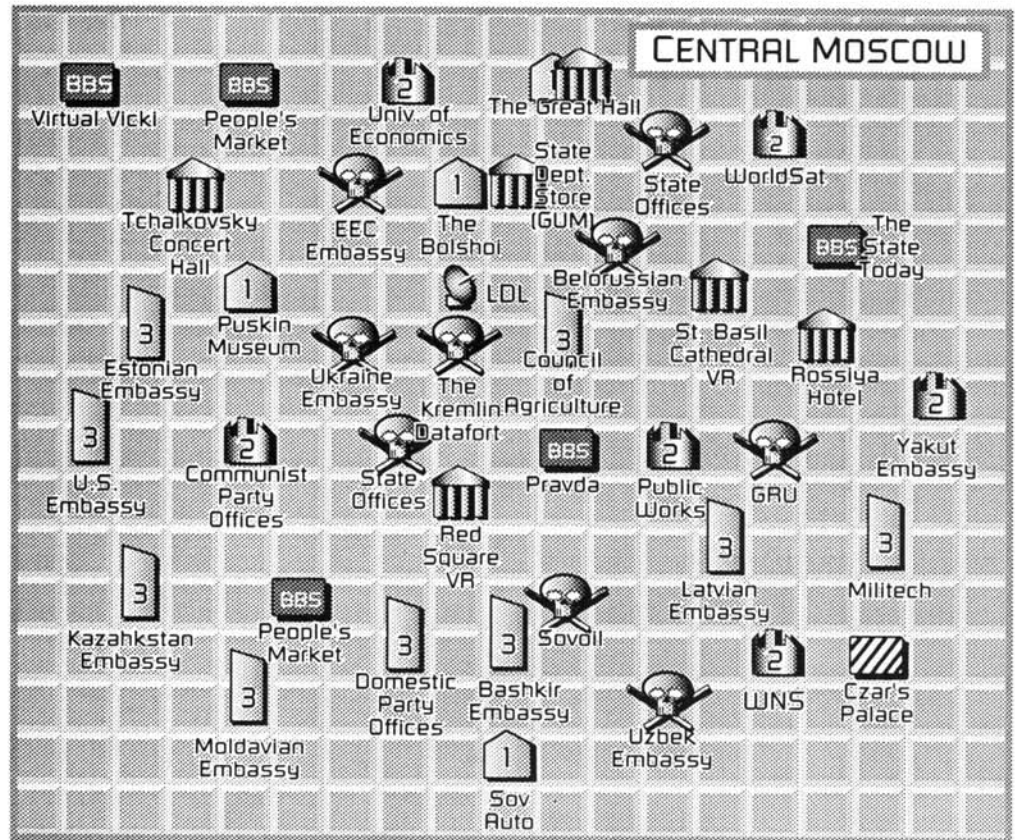 CENTRAL MOSCOW
BBS
Virtual Vicki
BBS
People's
Market
2
Univ. of
Economics
The Great Hall
State
Offices
2
WorldSat
Tchaikovsky
Concert
Hall
EEC
Embassy
1
The
Bolshoi
State
Dept.
Store
(GUM)
Belorussian
Embassy
BBS
The
State
Today
3
Estonian
Embassy
1
Puskin
Museum
Ukraine
Embassy
LDL
The
Kremlin
Datafort
3
Council
of
Agriculture
St. Basil
Cathedral
VR
Rossiya
Hotel
2
Yakut
Embassy
3
U.S.
Embassy
2
Communist
Party
Offices
State
Offices
Red
Square
VR
BBS
Pravda
2
Public
Works
GRU
3
Latvian
Embassy
3
Militech
3
Kazahkstan
Embassy
BBS
People's
Market
3
Domestic
Party
Offices
3
Bashkir
Embassy
Sovoil
2
WNS
Czar's
Palace
3
Moldavian
Embassy
Uzbek
Embassy
1
Sov
Auto